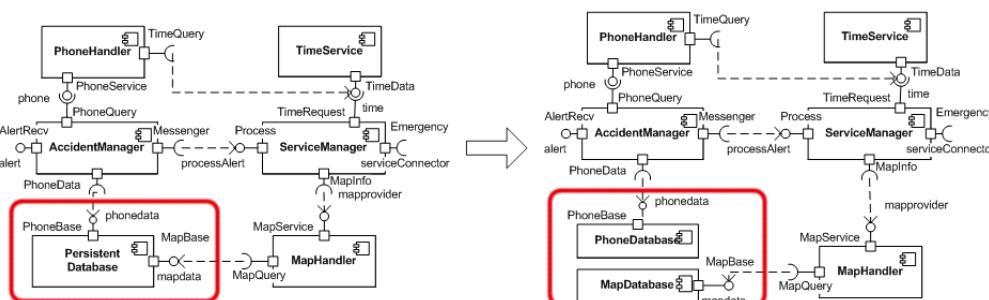 TimeQuery
PhoneHandler
TimeService
PhoneService
phone
TimeData
PhoneQuery
TimeRequest
time
AlertRecv
Messenger
Process
Emergency
AccidentManager
ServiceManager
alert
processAlert
serviceConnector
PhoneData
MapInfo
mapprovider
phonedata
PhoneBase
MapBase
MapService
Persistent
Database
MapHandler
mapdata
MapQuery
TimeQuery
PhoneHandler
TimeService
PhoneService
phone
TimeData
PhoneQuery
TimeRequest
time
AlertRecv
Messenger
Process
Emergency
AccidentManager
ServiceManager
alert
processAlert
serviceConnecto
PhoneData
MapInfo
phonedata
mapprovider
PhoneBase
PhoneDatabase
MapService
MapBase
MapDatabase
MapHandler
MapQuery
mapdata